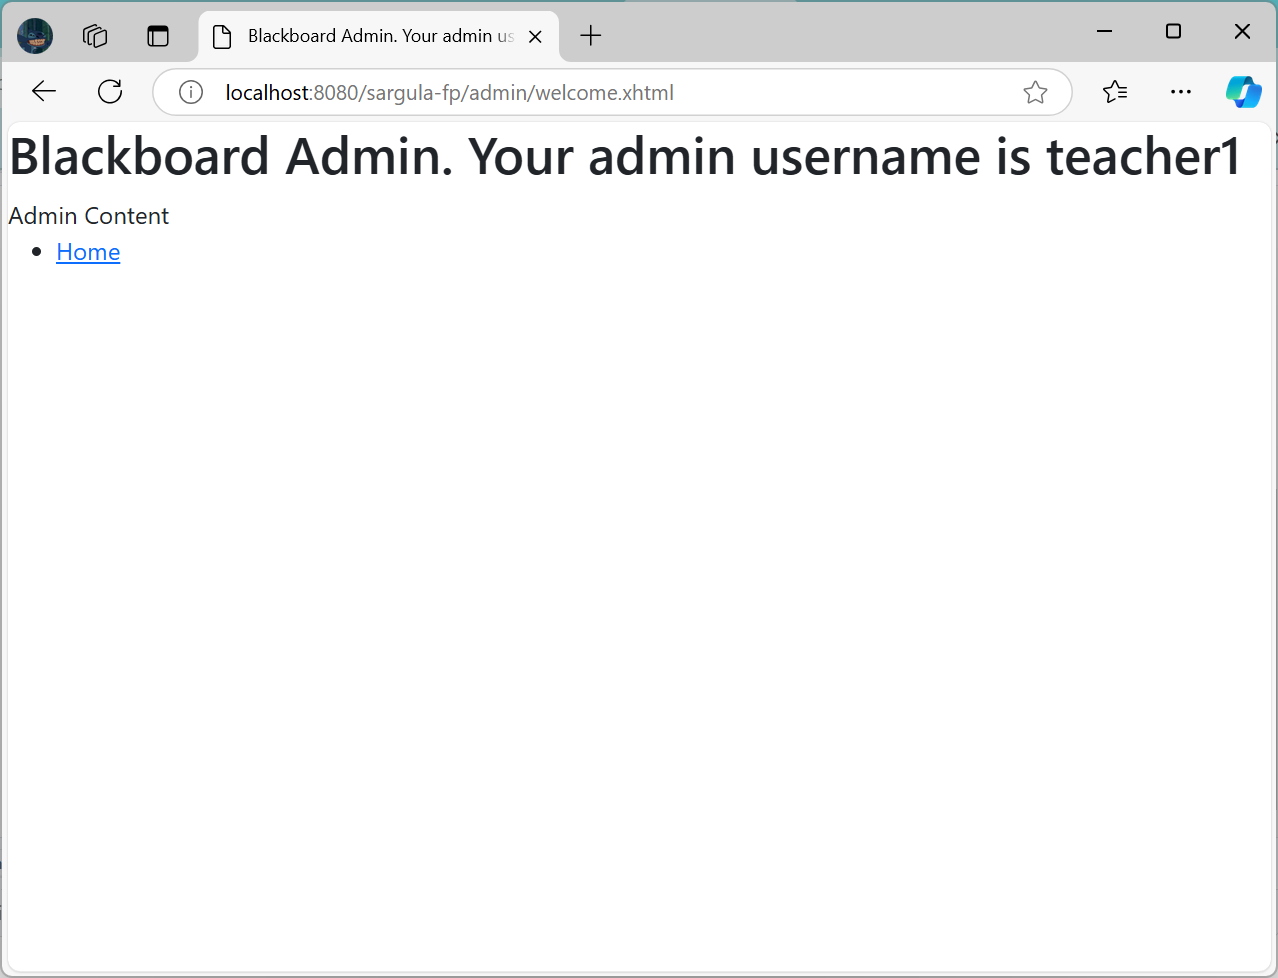 Blackboard Admin. Your admin us
localhost:8080/sargula-fp/admin/welcome.xhtml
Blackboard Admin. Your admin username is teacher1
Admin Content
Home